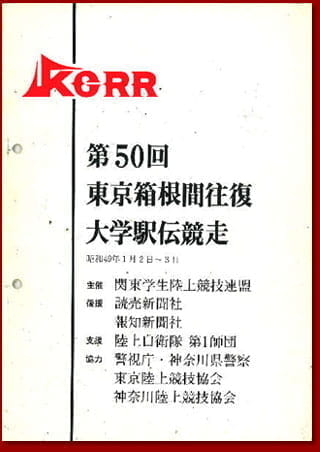 KGRR
第50回
東京箱根間往復
大学駅伝競走
昭和49年1月2日~3日
主催 関東学生陸上競技連盟
後援 読売新聞社
報知新聞社
支援 陸上自衛隊 第1師団
協力 警視庁・神奈川県警察
東京陸上競技協会
神奈川陸上競技協会